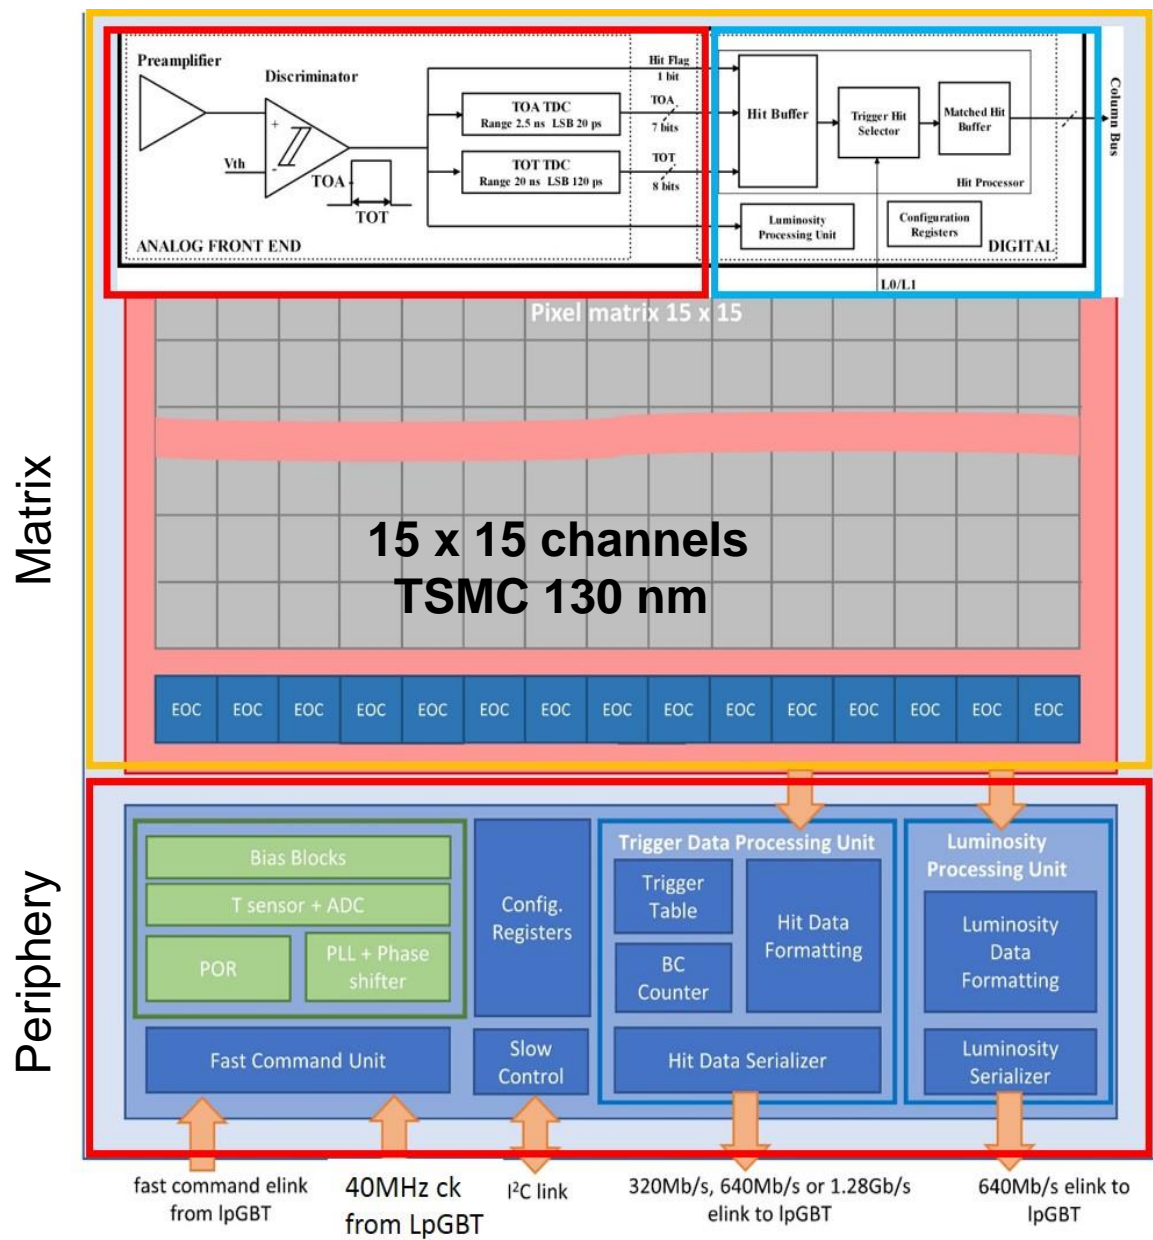 Preamplifier
Discriminator
+
-
Vth
TOA
TOT
TOA TDC
Range 2.5 ns LSB 20 ps
TOT TDC
Range 20 ns LSB 120 ps
ANALOG FRONT END
Hit Flag
1 bit
TOA
7 bits
TOT
8 bits
Hit Buffer
Trigger Hit
Selector
Matched Hit
Buffer
Hit Processor
Luminosity
Processing Unit
Configuration
Registers
DIGITAL
L0/L1
Column Bus
Pixel matrix 15 x 15
Matrix
15 x 15 channels
TSMC 130 nm
EOC EOC EOC EOC EOC EOC EOC EOC EOC EOC EOC EOC EOC EOC EOC
Periphery
Bias Blocks
T sensor + ADC
POR
PLL + Phase
shifter
Fast Command Unit
Config.
Registers
Slow
Control
Trigger Data Processing Unit
Trigger
Table
BC
Counter
Hit Data
Formatting
Hit Data Serializer
Luminosity
Processing Unit
Luminosity
Data
Formatting
Luminosity
Serializer
fast command elink
from lpGBT
40MHz ck
from LpGBT
I²C link
320Mb/s, 640Mb/s or 1.28Gb/s
elink to lpGBT
640Mb/s elink to
lpGBT